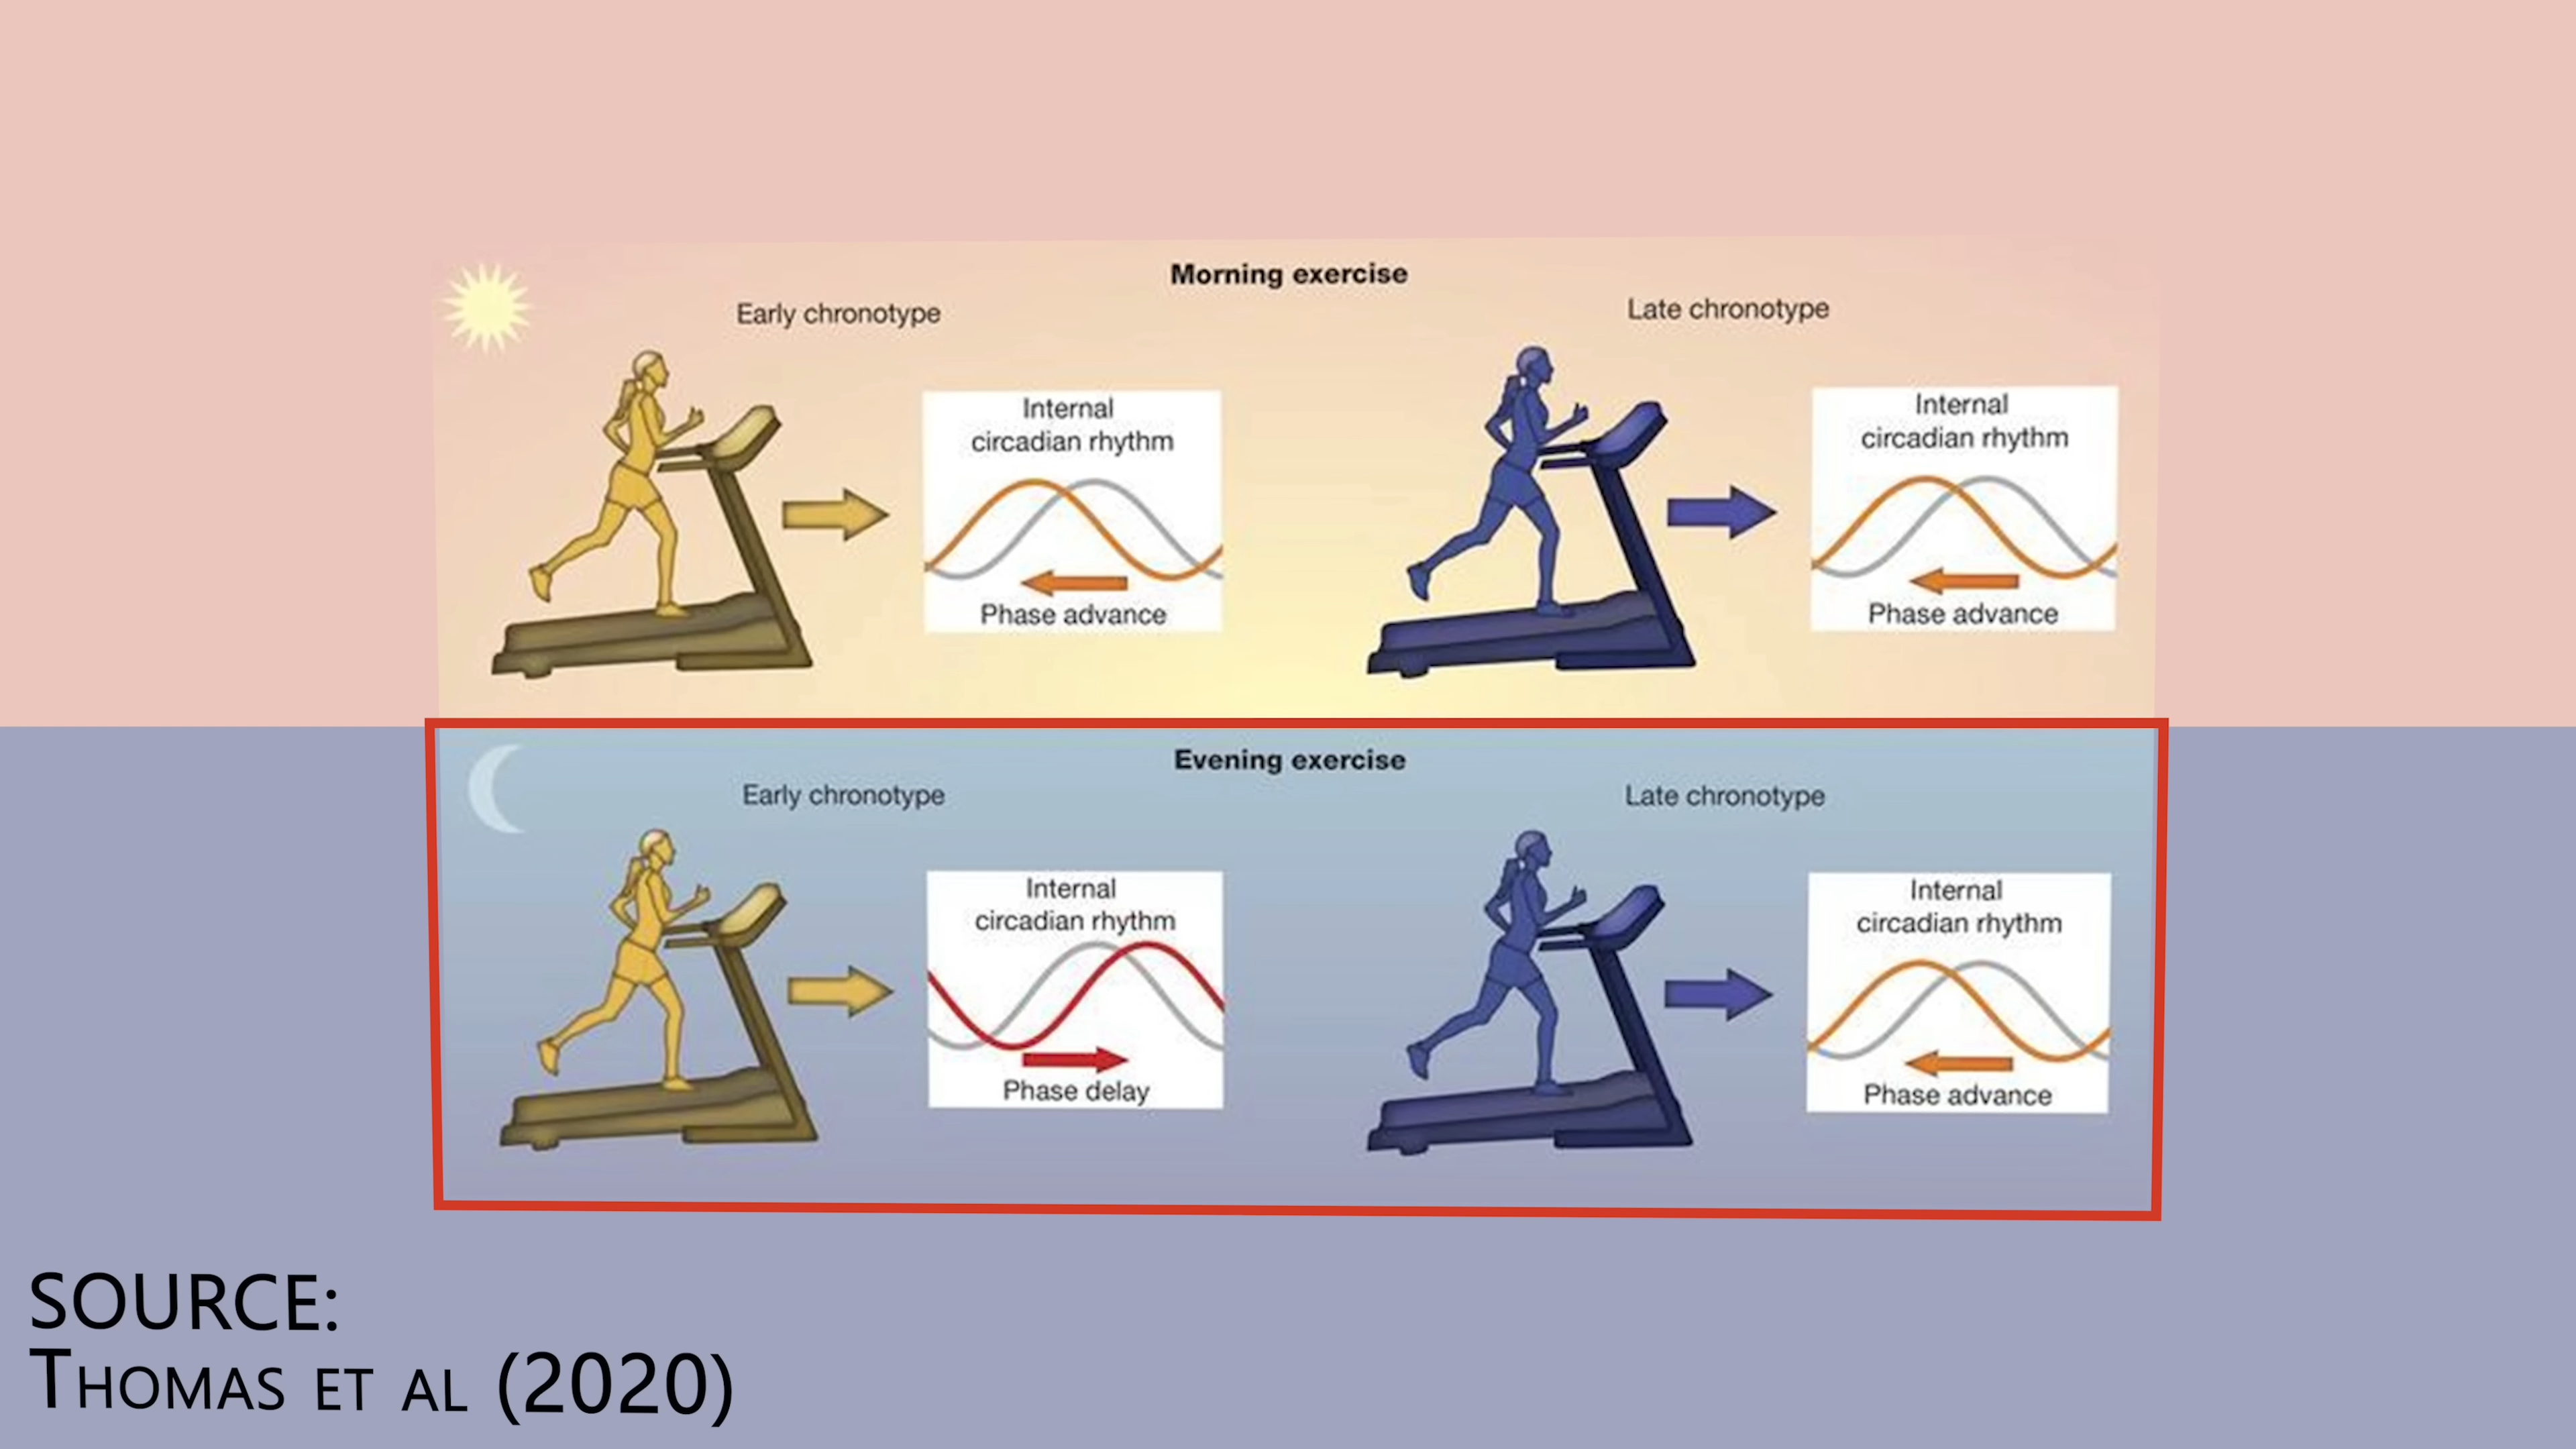 Morning exercise
Early chronotype
Late chronotype
Internal
circadian rhythm
Phase advance
Internal
circadian rhythm
Phase advance
Evening exercise
Early chronotype
Late chronotype
Internal
circadian rhythm
Phase delay
Internal
circadian rhythm
Phase advance
SOURCE:
THOMAS ET AL (2020)